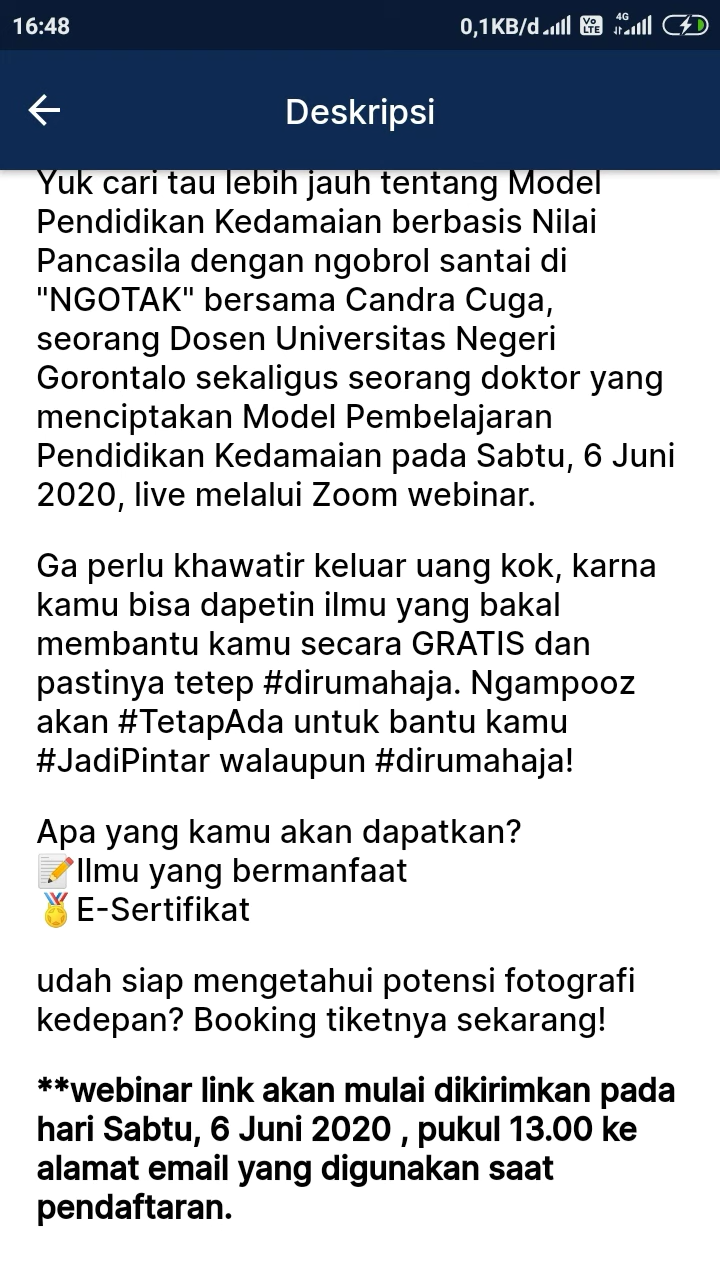 16:48
0,1KB/d
Vo LTE
4G
Deskripsi
Yuk cari tau lebih jauh tentang Model
Pendidikan Kedamaian berbasis Nilai
Pancasila dengan ngobrol santai di
"NGOTAK" bersama Candra Cuga,
seorang Dosen Universitas Negeri
Gorontalo sekaligus seorang doktor yang
menciptakan Model Pembelajaran
Pendidikan Kedamaian pada Sabtu, 6 Juni
2020, live melalui Zoom webinar.
Ga perlu khawatir keluar uang kok, karna
kamu bisa dapetin ilmu yang bakal
membantu kamu secara GRATIS dan
pastinya tetep #dirumahaja. Ngampooz
akan #TetapAda untuk bantu kamu
#JadiPintar walaupun #dirumahaja!
Apa yang kamu akan dapatkan?
📝Ilmu yang bermanfaat
🏅E-Sertifikat
udah siap mengetahui potensi fotografi
kedepan? Booking tiketnya sekarang!
**webinar link akan mulai dikirimkan pada
hari Sabtu, 6 Juni 2020 , pukul 13.00 ke
alamat email yang digunakan saat
pendaftaran.